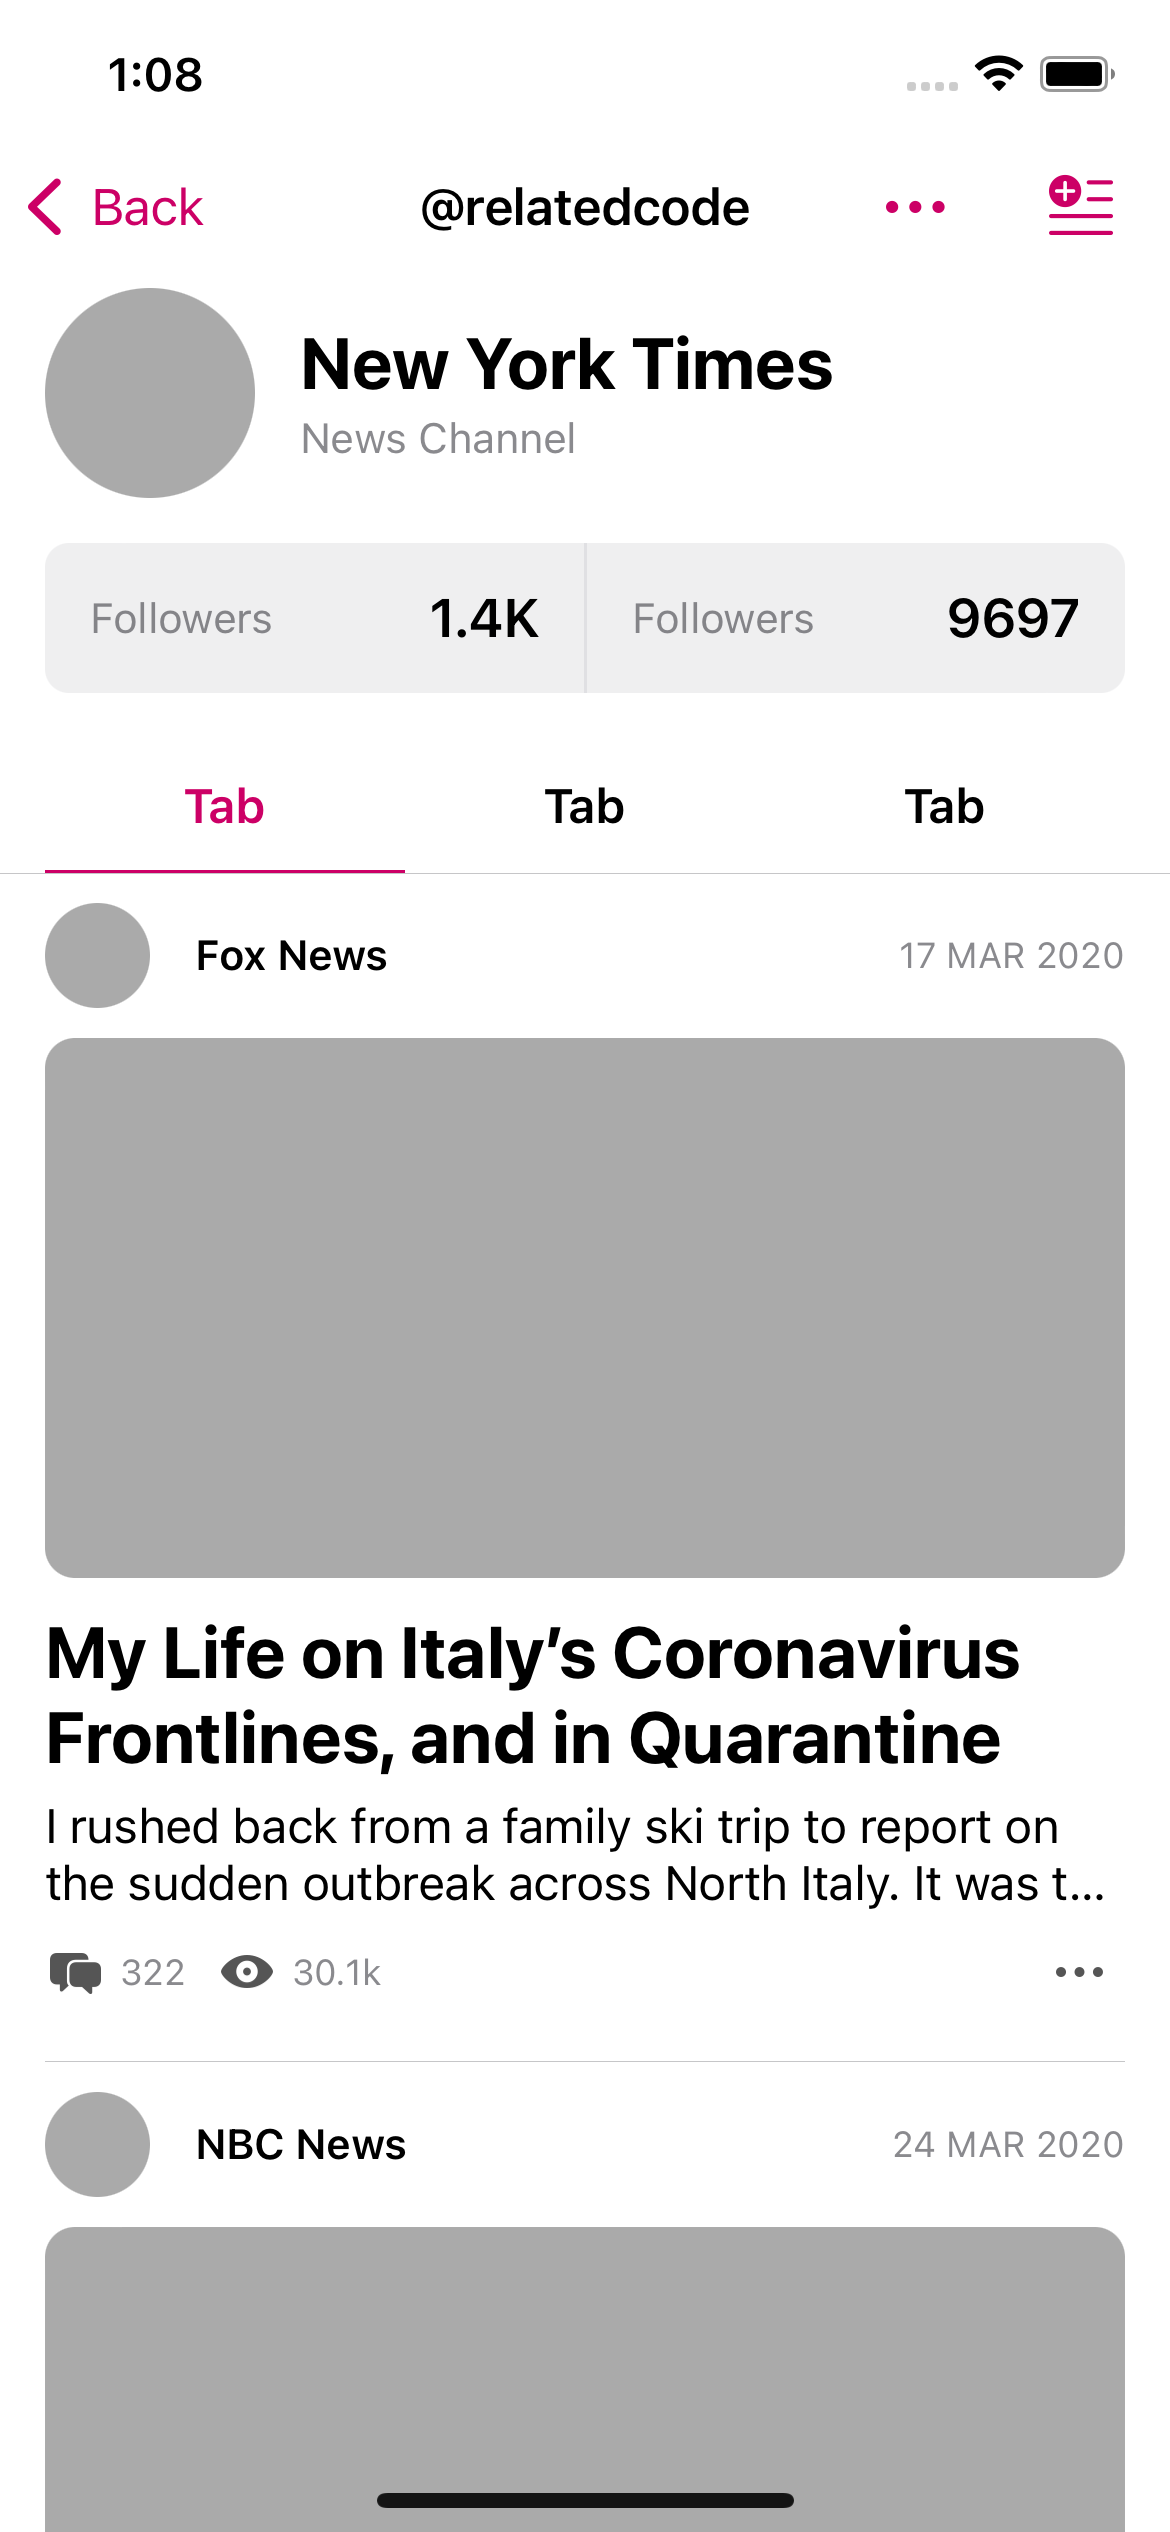 1:08
Back
@relatedcode
New York Times
News Channel
Followers 1.4K Followers 9697
Tab Tab Tab
Fox News 17 MAR 2020
My Life on Italy’s Coronavirus
Frontlines, and in Quarantine
I rushed back from a family ski trip to report on
the sudden outbreak across North Italy. It was t...
322 30.1k
NBC News 24 MAR 2020